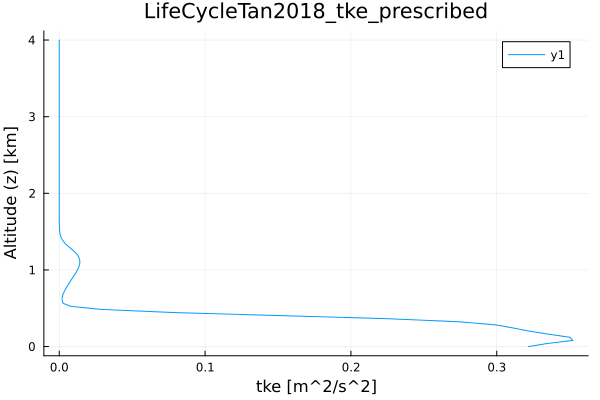 LifeCycleTan2018_tke_prescribed
y1
Altitude (z) [km]
4
3
2
1
0
0.0 0.1 0.2 0.3
tke [m^2/s^2]